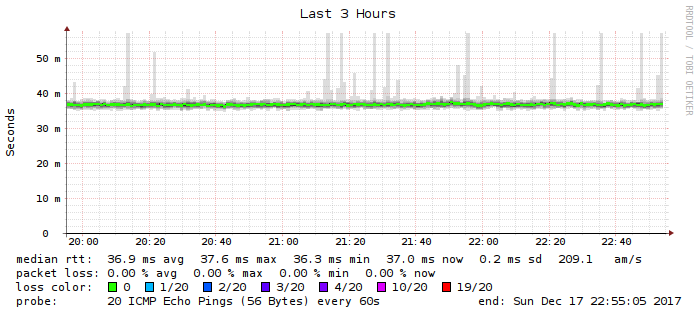 Last 3 Hours
RRDTOOL / TOBI OETIKER
Seconds
50 m
40 m
30 m
20 m
10 m
0
20:00 20:20 20:40 21:00 21:20 21:40 22:00 22:20 22:40
median rtt: 36.9 ms avg 37.6 ms max 36.3 ms min 37.0 ms now 0.2 ms sd 209.1 am/s
packet loss: 0.00 % avg 0.00 % max 0.00 % min 0.00 % now
loss color: 0 1/20 2/20 3/20 4/20 10/20 19/20
probe: 20 ICMP Echo Pings (56 Bytes) every 60s end: Sun Dec 17 22:55:05 2017